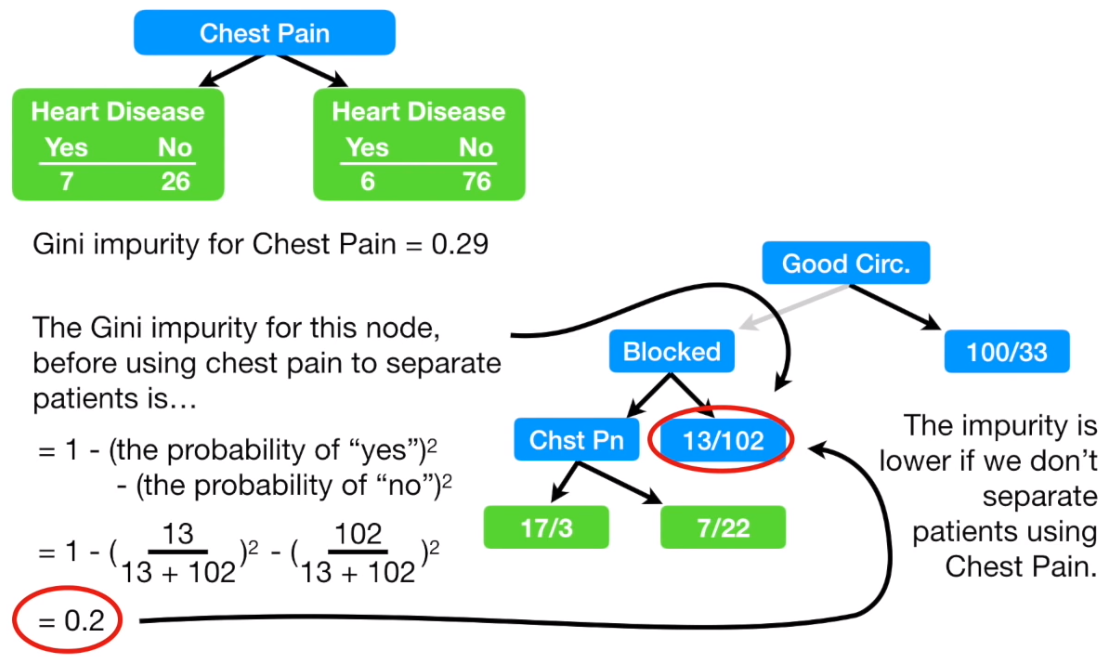 Chest Pain
Heart Disease
Yes No
7 26
Heart Disease
Yes No
6 76
Gini impurity for Chest Pain = 0.29
Good Circ.
The Gini impurity for this node,
before using chest pain to separate
patients is…
Blocked
100/33
Chst Pn
13/102
17/3
7/22
The impurity is
lower if we don’t
separate
patients using
Chest Pain.
= 1 - (the probability of “yes”)²
- (the probability of “no”)²
= 1 - (13 / 13 + 102)² - (102 / 13 + 102)²
= 0.2